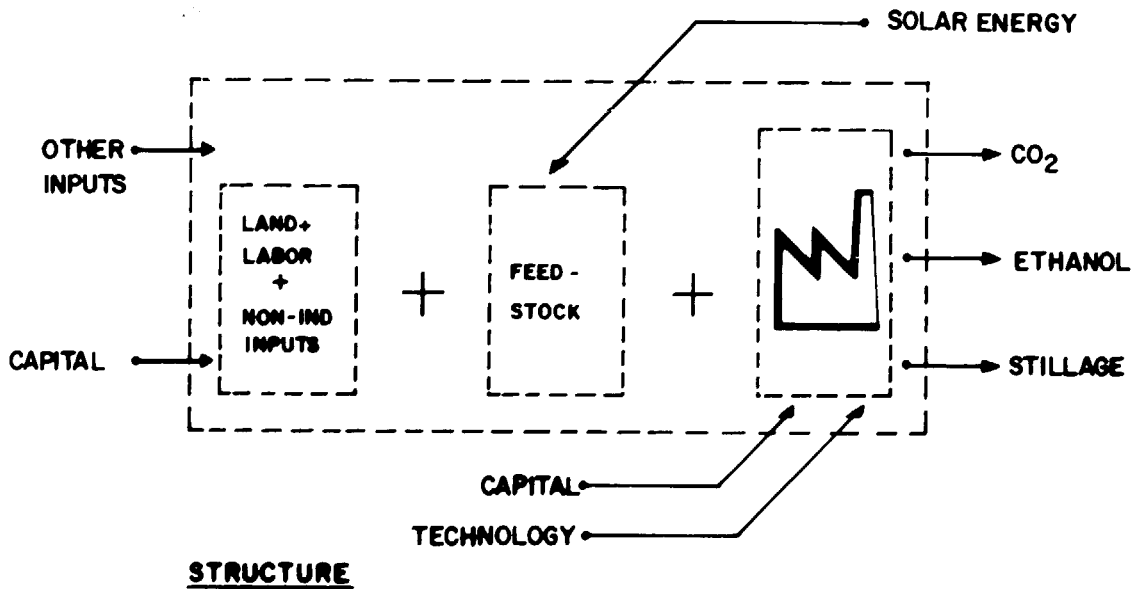 SOLAR ENERGY
OTHER
INPUTS
LAND+
LABOR
+
NON-IND
INPUTS
+
FEED-
STOCK
+
CO₂
ETHANOL
CAPITAL
STILLAGE
CAPITAL
TECHNOLOGY
STRUCTURE